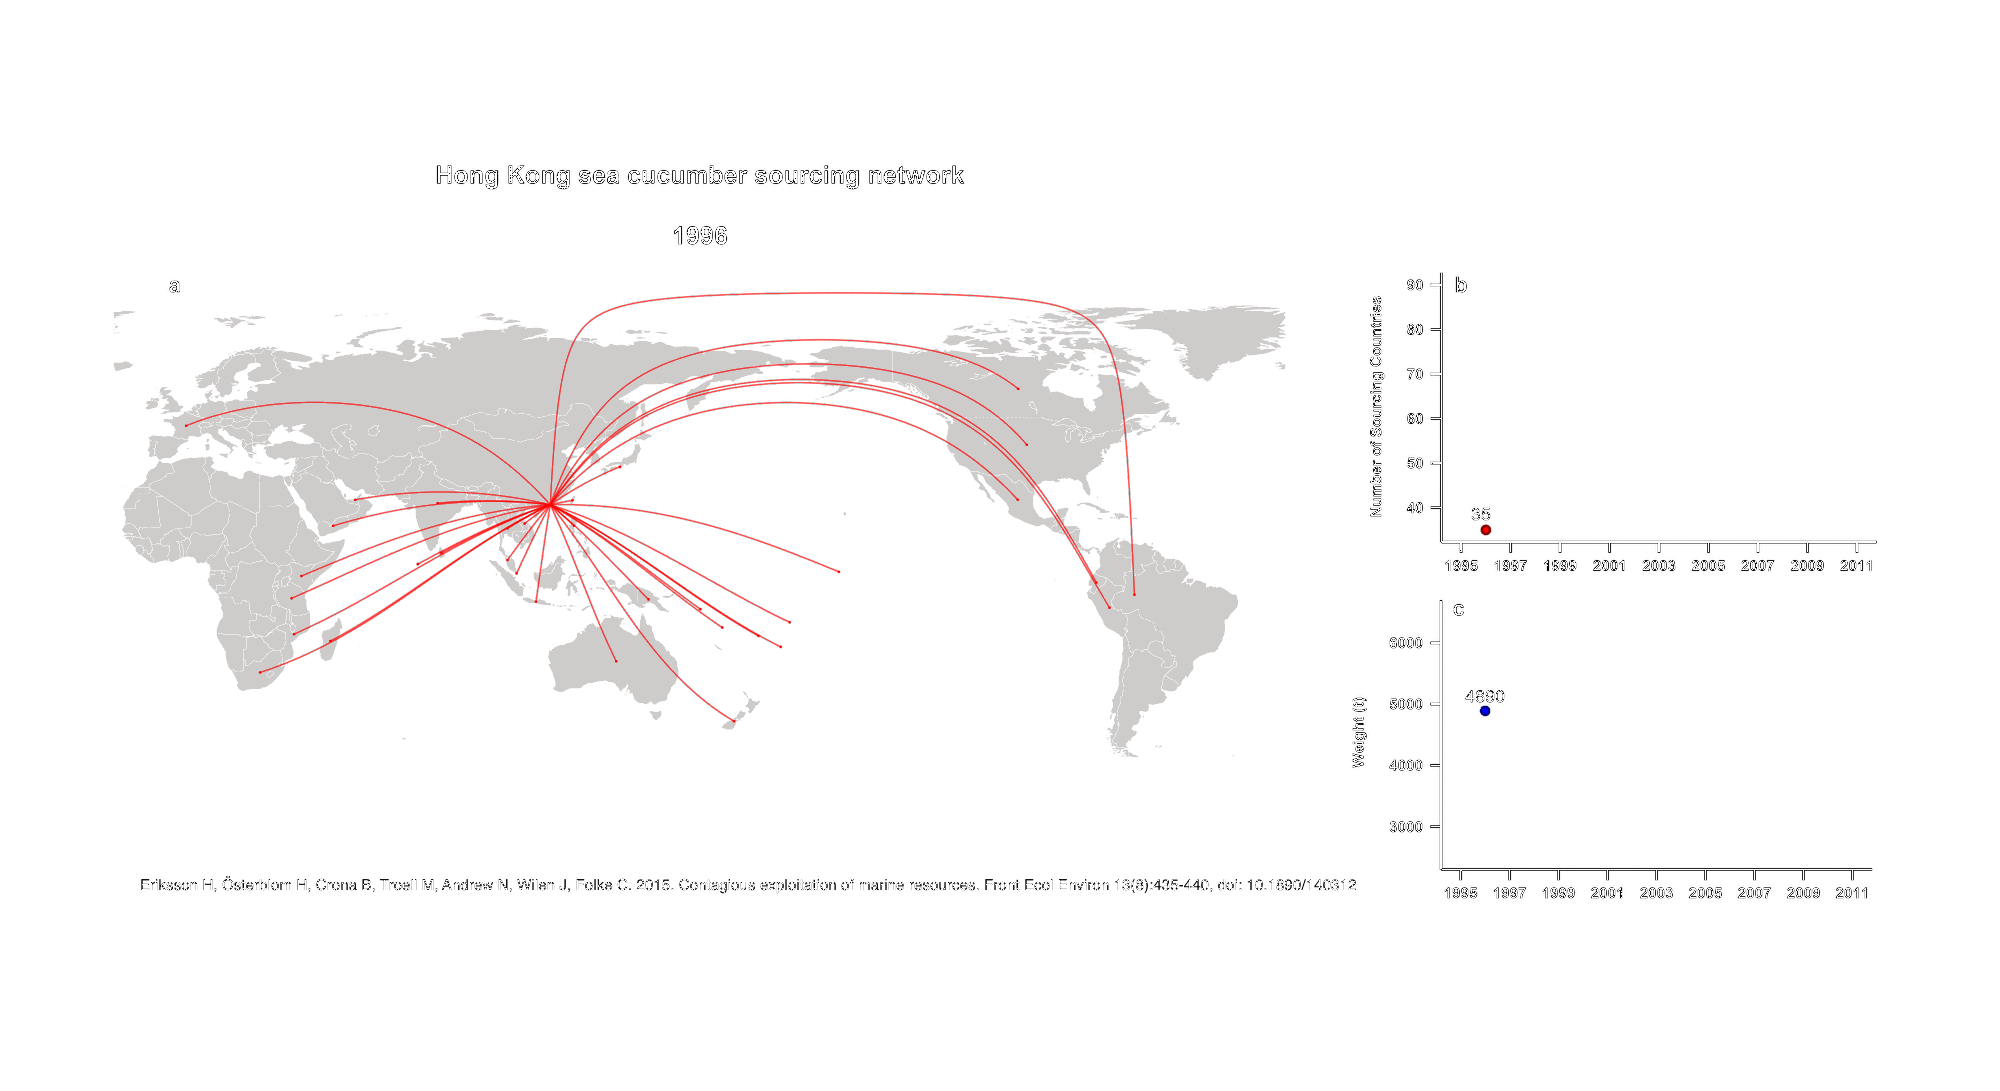 Hong Kong sea cucumber sourcing network
1996
a
b
Number of Sourcing Countries
90
80
70
60
50
40
35
1995 1997 1999 2001 2003 2005 2007 2009 2011
c
Weight (t)
6000
5000
4000
3000
4890
1995 1997 1999 2001 2003 2005 2007 2009 2011
Eriksson H, Österblom H, Crona B, Troell M, Andrew N, Wilen J, Folke C. 2015. Contagious exploitation of marine resources. Front Ecol Environ 13(8):435-440, doi: 10.1890/140312